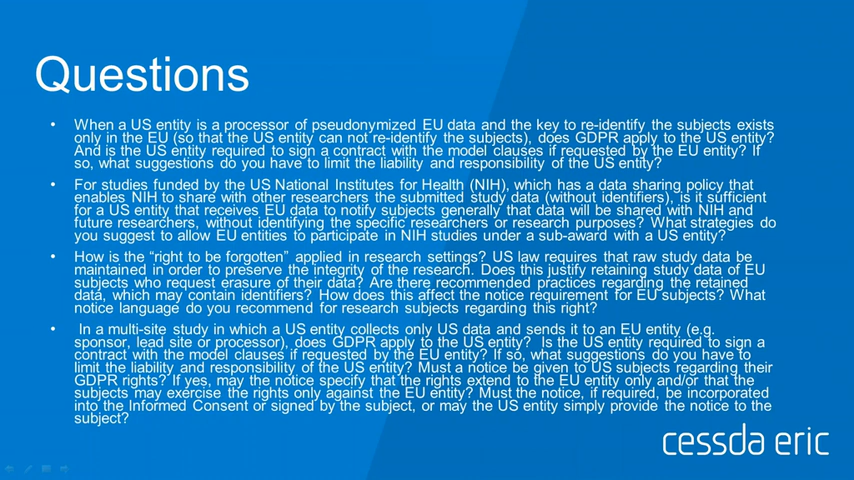 Questions
• When a US entity is a processor of pseudonymized EU data and the key to re-identify the subjects exists
only in the EU (so that the US entity can not re-identify the subjects), does GDPR apply to the US entity?
And is the US entity required to sign a contract with the model clauses if requested by the EU entity? If
so, what suggestions do you have to limit the liability and responsibility of the US entity?
• For studies funded by the US National Institutes for Health (NIH), which has a data sharing policy that
enables NIH to share with other researchers the submitted study data (without identifiers), is it sufficient
for a US entity that receives EU data to notify subjects generally that data will be shared with NIH and
future researchers, without identifying the specific researchers or research purposes? What strategies do
you suggest to allow EU entities to participate in NIH studies under a sub-award with a US entity?
• How is the “right to be forgotten” applied in research settings? US law requires that raw study data be
maintained in order to preserve the integrity of the research. Does this justify retaining study data of EU
subjects who request erasure of their data? Are there recommended practices regarding the retained
data, which may contain identifiers? How does this affect the notice requirement for EU subjects? What
notice language do you recommend for research subjects regarding this right?
• In a multi-site study in which a US entity collects only US data and sends it to an EU entity (e.g.
sponsor, lead site or processor), does GDPR apply to the US entity? Is the US entity required to sign a
contract with the model clauses if requested by the EU entity? If so, what suggestions do you have to
limit the liability and responsibility of the US entity? Must a notice be given to US subjects regarding their
GDPR rights? If yes, may the notice specify that the rights extend to the EU entity only and/or that the
subjects may exercise the rights only against the EU entity? Must the notice, if required, be incorporated
into the Informed Consent or signed by the subject, or may the US entity simply provide the notice to the
subject?
cessda eric